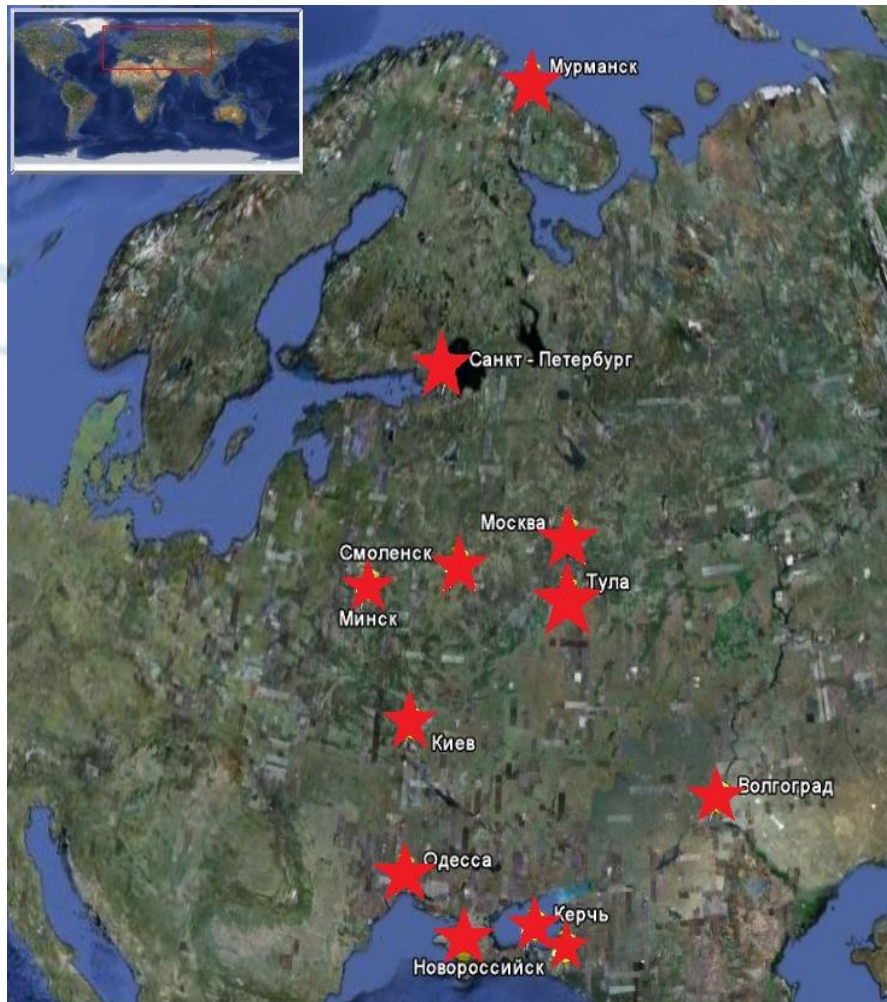 Мурманск
Санкт - Петербург
Москва
Смоленск
Тула
Минск
Киев
Волгоград
Одесса
Керчь
Новороссийск